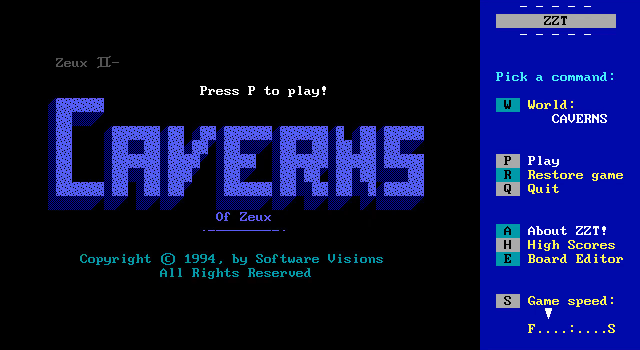 Zeux II-
Press P to play!
CAVERNS
Of Zeux
Copyright © 1994, by Software Visions
All Rights Reserved
ZZT
Pick a command:
W World:
CAVERNS
P Play
R Restore game
Q Quit
A About ZZT!
H High Scores
E Board Editor
S Game speed:
F....:....S